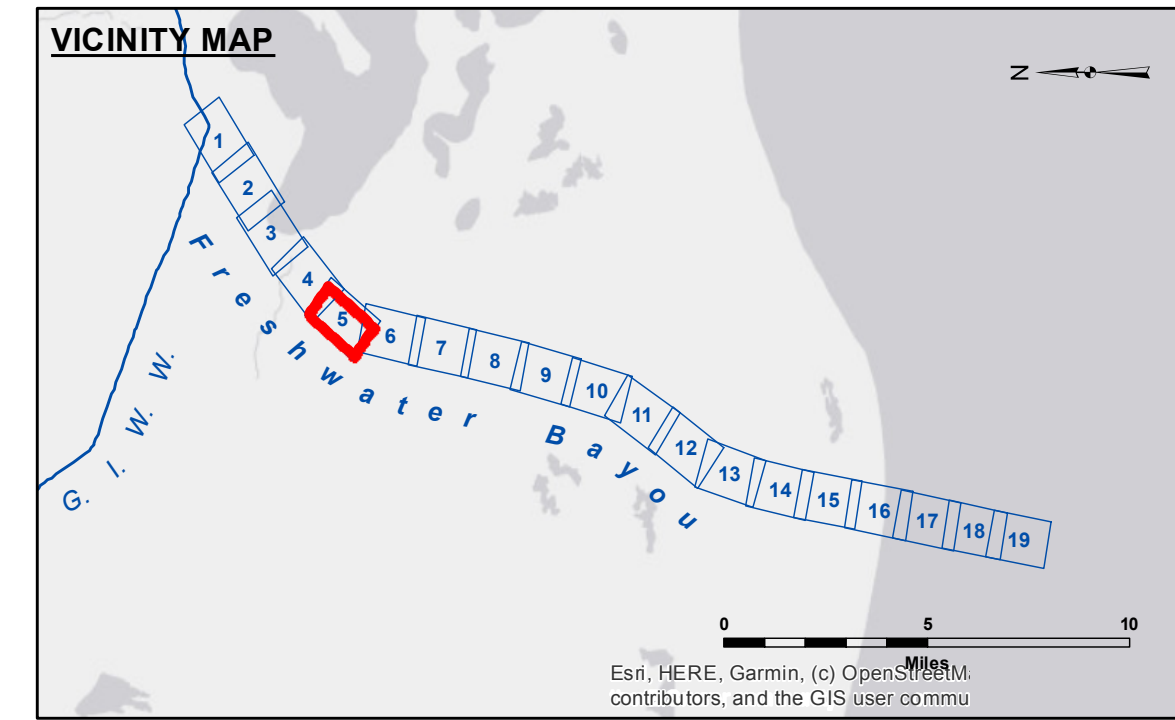 VICINITY MAP
N
1
2
3
4
5
6
7
8
9
10
11
12
13
14
15
16
17
18
19
Freshwater Bayou
G. I. W. W.
0 5 10
Miles
Esri, HERE, Garmin, (c) OpenStreetM
contributors, and the GIS user commu